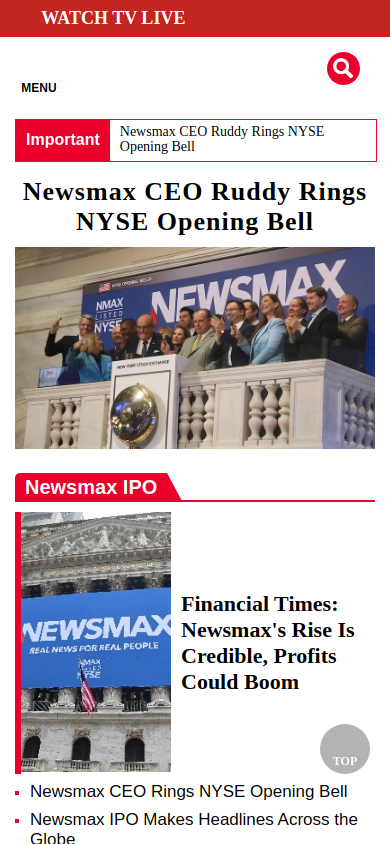 WATCH TV LIVE
MENU
Important
Newsmax CEO Ruddy Rings NYSE
Opening Bell
Newsmax CEO Ruddy Rings
NYSE Opening Bell
NYSE OPENING BELL
NEWSMAX
NMAX
LISTED
NYSE
NEW YORK STOCK EXCHANGE
Newsmax IPO
NEWSMAX
REAL NEWS FOR REAL PEOPLE
NMAX
NYSE
Financial Times:
Newsmax's Rise Is
Credible, Profits
Could Boom
TOP
Newsmax CEO Rings NYSE Opening Bell
Newsmax IPO Makes Headlines Across the
Globe